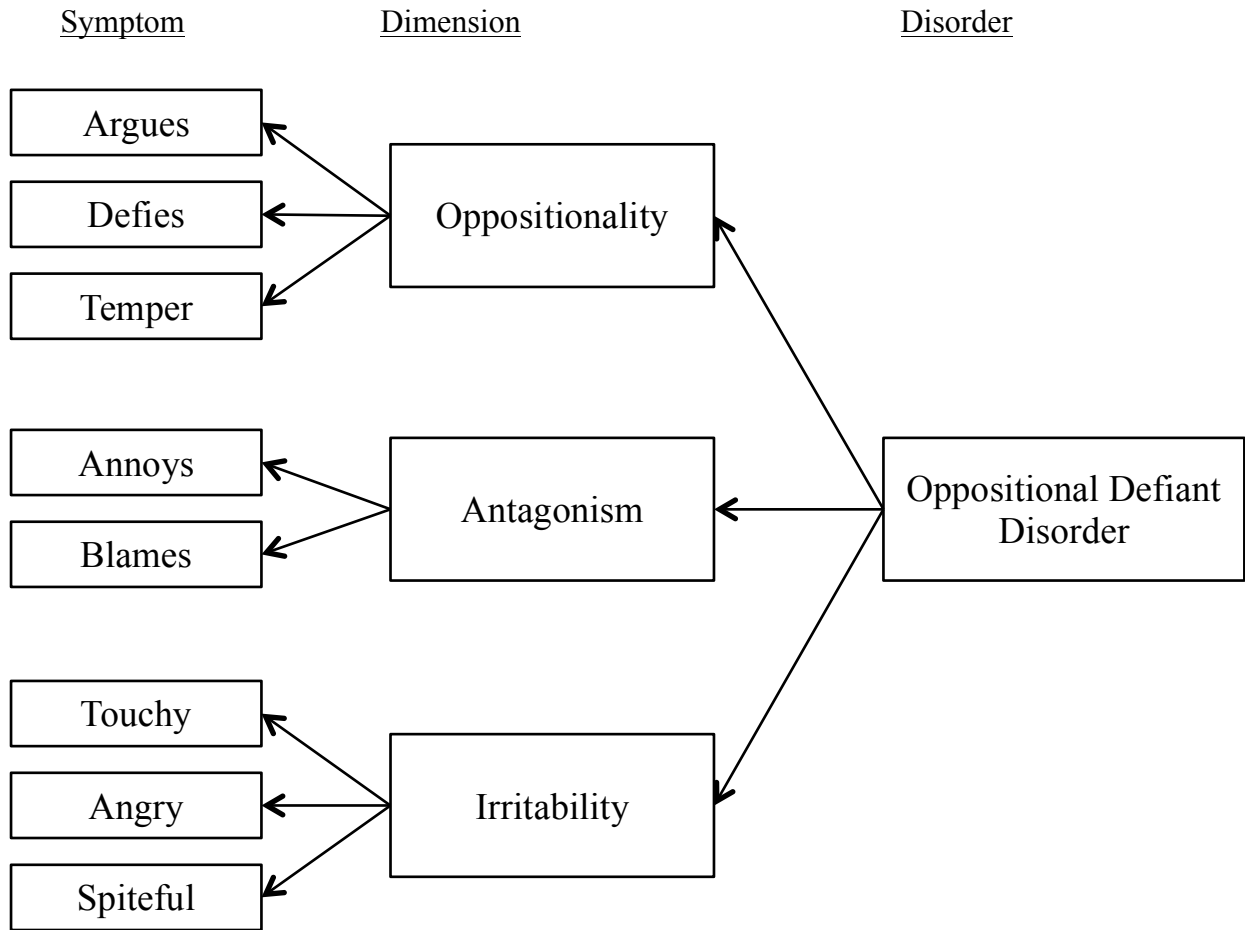 Symptom
Dimension
Disorder
Argues
Defies
Temper
Oppositionality
Annoys
Blames
Antagonism
Oppositional Defiant
Disorder
Touchy
Angry
Spiteful
Irritability